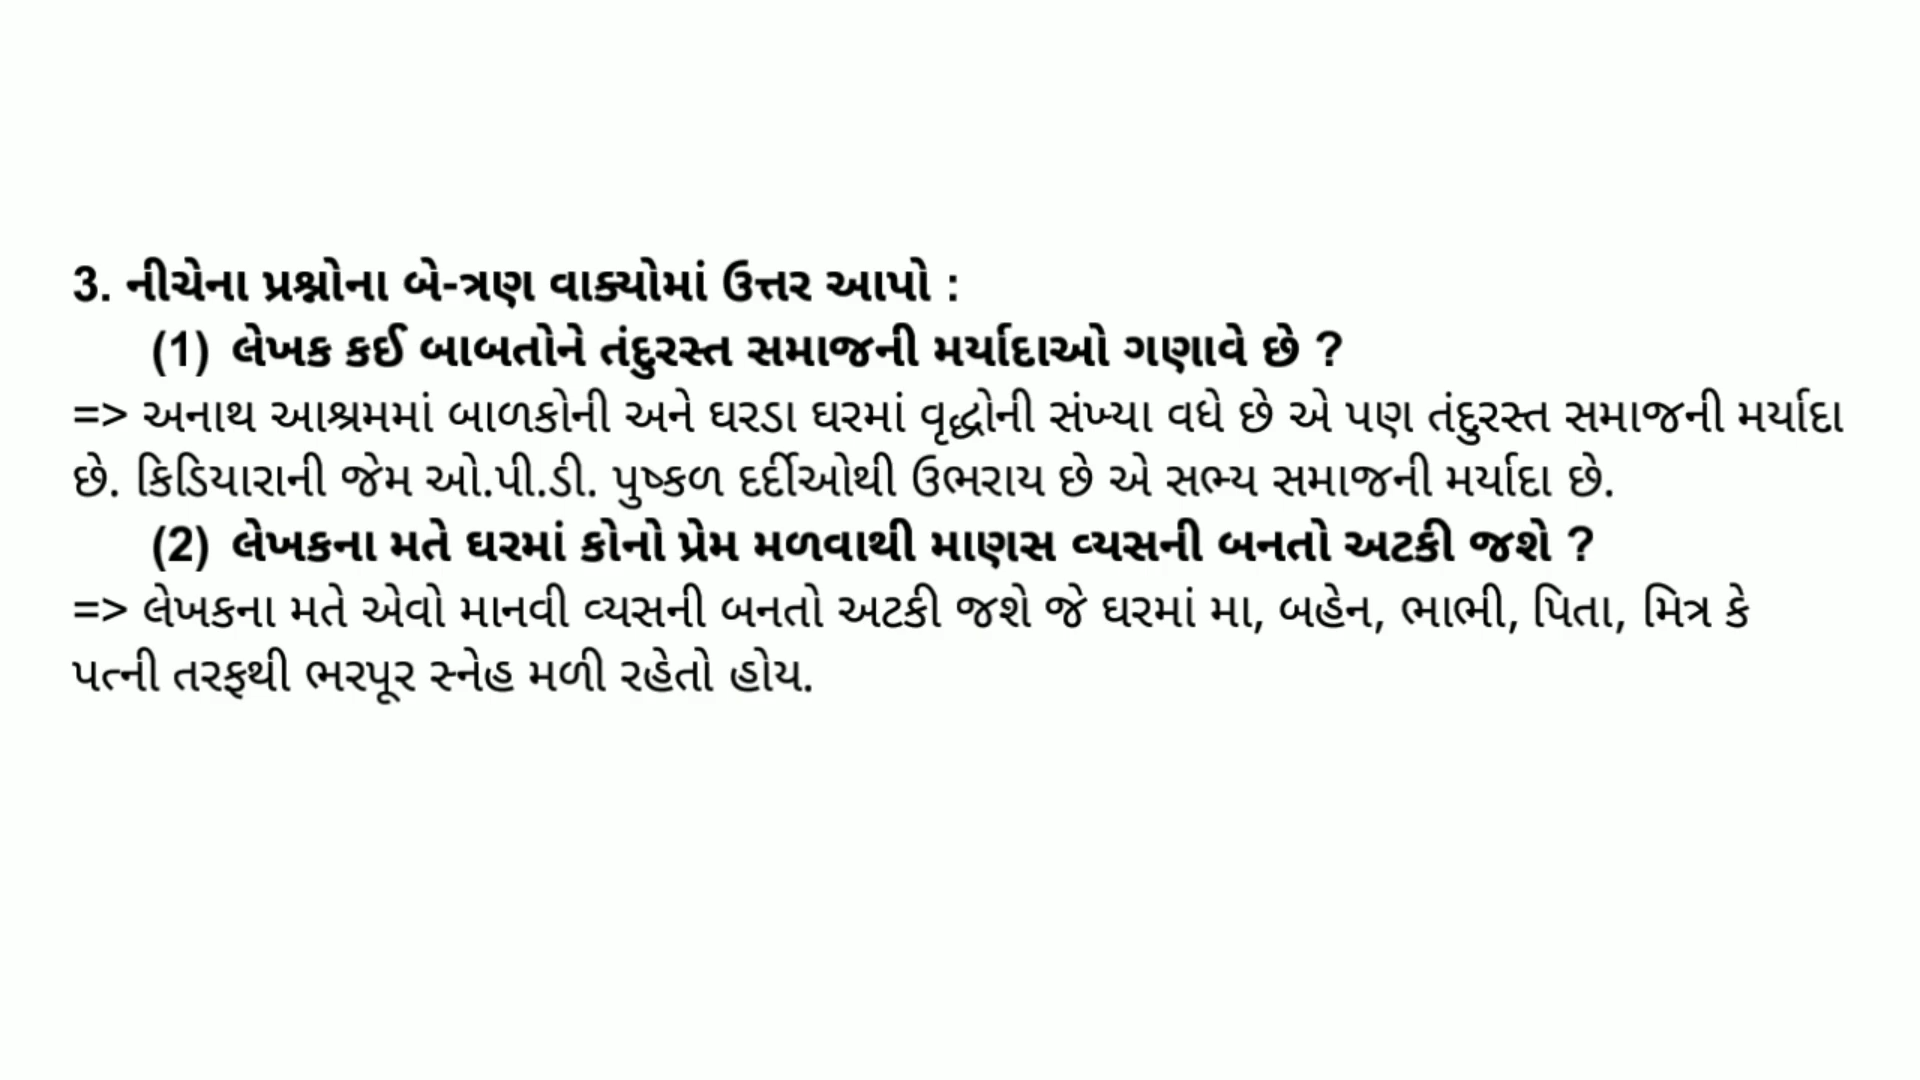 3. નીચેના પ્રશ્નોના બે-ત્રણ વાક્યોમાં ઉત્તર આપો :
(1) લેખક કઈ બાબતોને તંદુરસ્ત સમાજની મર્યાદાઓ ગણાવે છે ?
=> અનાથ આશ્રમમાં બાળકોની અને ઘરડા ઘરમાં વૃદ્ધોની સંખ્યા વધે છે એ પણ તંદુરસ્ત સમાજની મર્યાદા
છે. કિડિયારાની જેમ ઓ.પી.ડી. પુષ્કળ દર્દીઓથી ઉભરાય છે એ સભ્ય સમાજની મર્યાદા છે.
(2) લેખકના મતે ઘરમાં કોનો પ્રેમ મળવાથી માણસ વ્યસની બનતો અટકી જશે ?
=> લેખકના મતે એવો માનવી વ્યસની બનતો અટકી જશે જે ઘરમાં મા, બહેન, ભાભી, પિતા, મિત્ર કે
પત્ની તરફથી ભરપૂર સ્નેહ મળી રહેતો હોય.